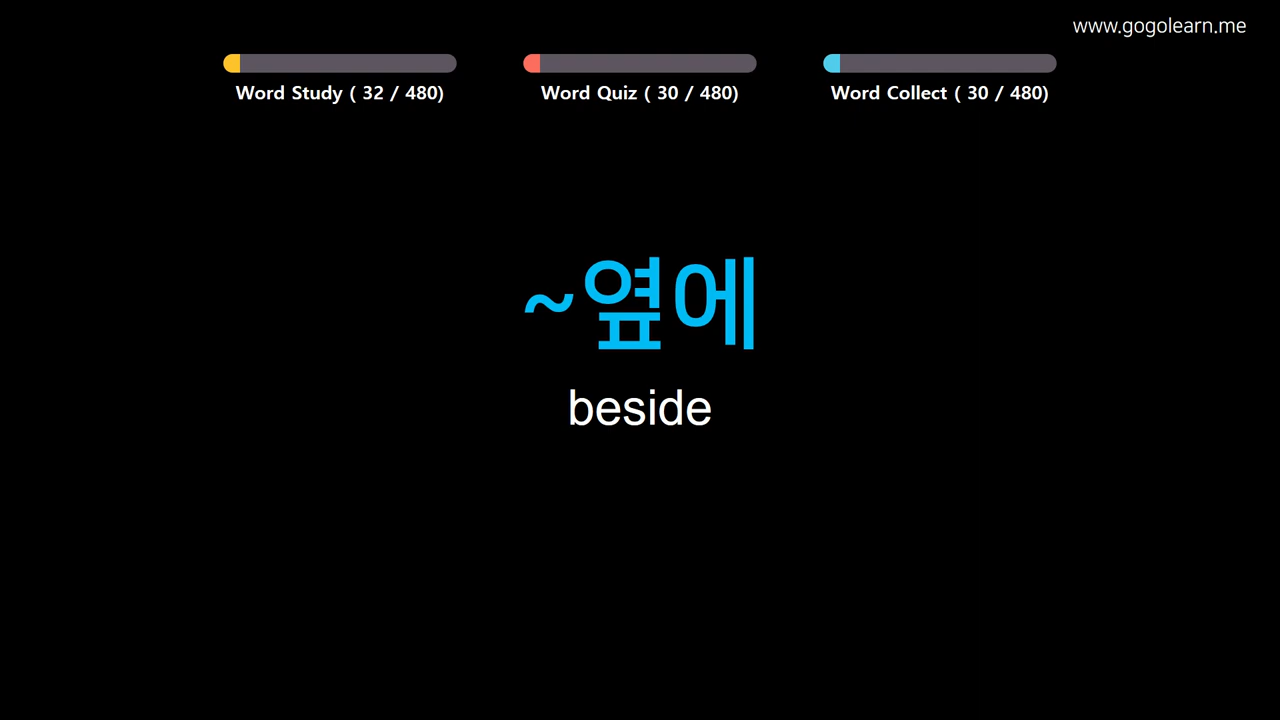 www.gogolearn.me
Word Study ( 32 / 480)
Word Quiz ( 30 / 480)
Word Collect ( 30 / 480)
~옆에
beside